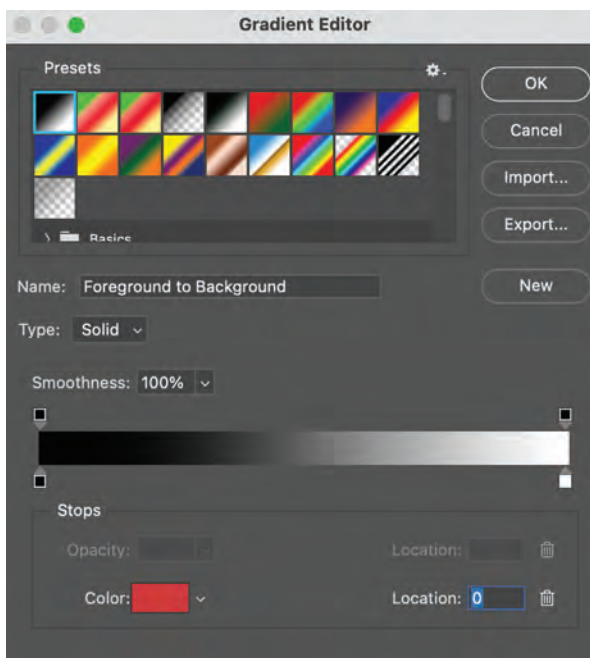 Gradient Editor
Presets
OK
Cancel
Import...
Export...
Basics
Name: Foreground to Background
New
Type: Solid
Smoothness: 100%
Stops
Opacity:
Location:
Color:
Location: 0